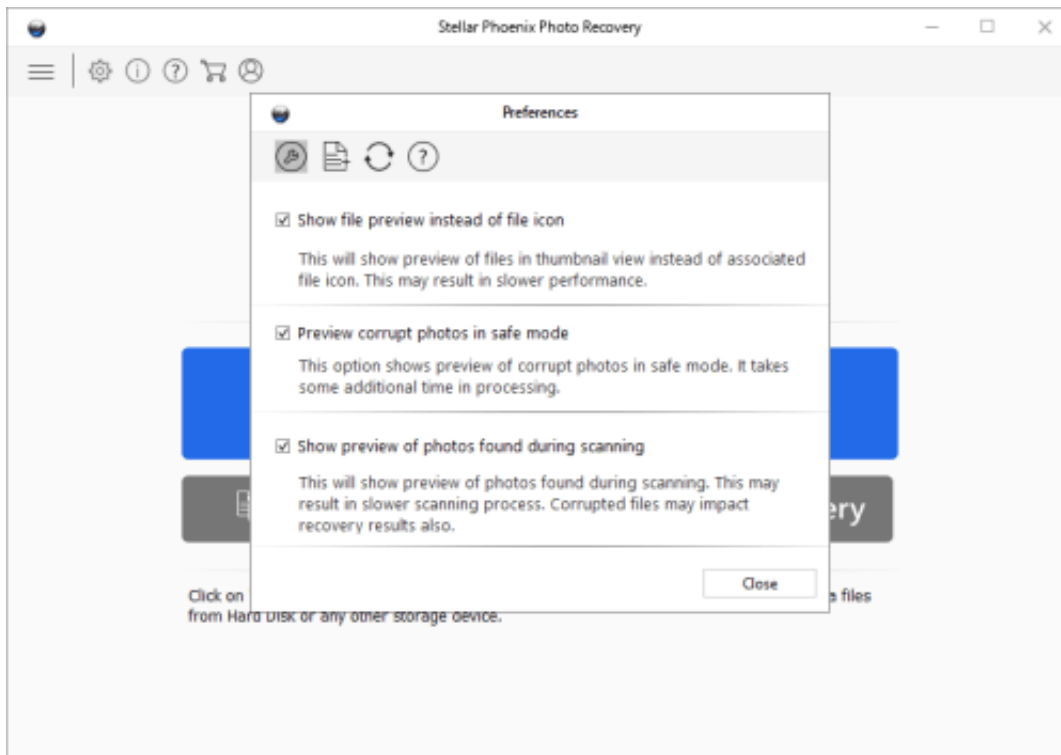 Stellar Phoenix Photo Recovery
Preferences
Show file preview instead of file icon
This will show preview of files in thumbnail view instead of associated
file icon. This may result in slower performance.
Preview corrupt photos in safe mode
This option shows preview of corrupt photos in safe mode. It takes
some additional time in processing.
Show preview of photos found during scanning
This will show preview of photos found during scanning. This may
result in slower scanning process. Corrupted files may impact
recovery results also.
ery
Close
Click on
files
from Hard Disk or any other storage device.